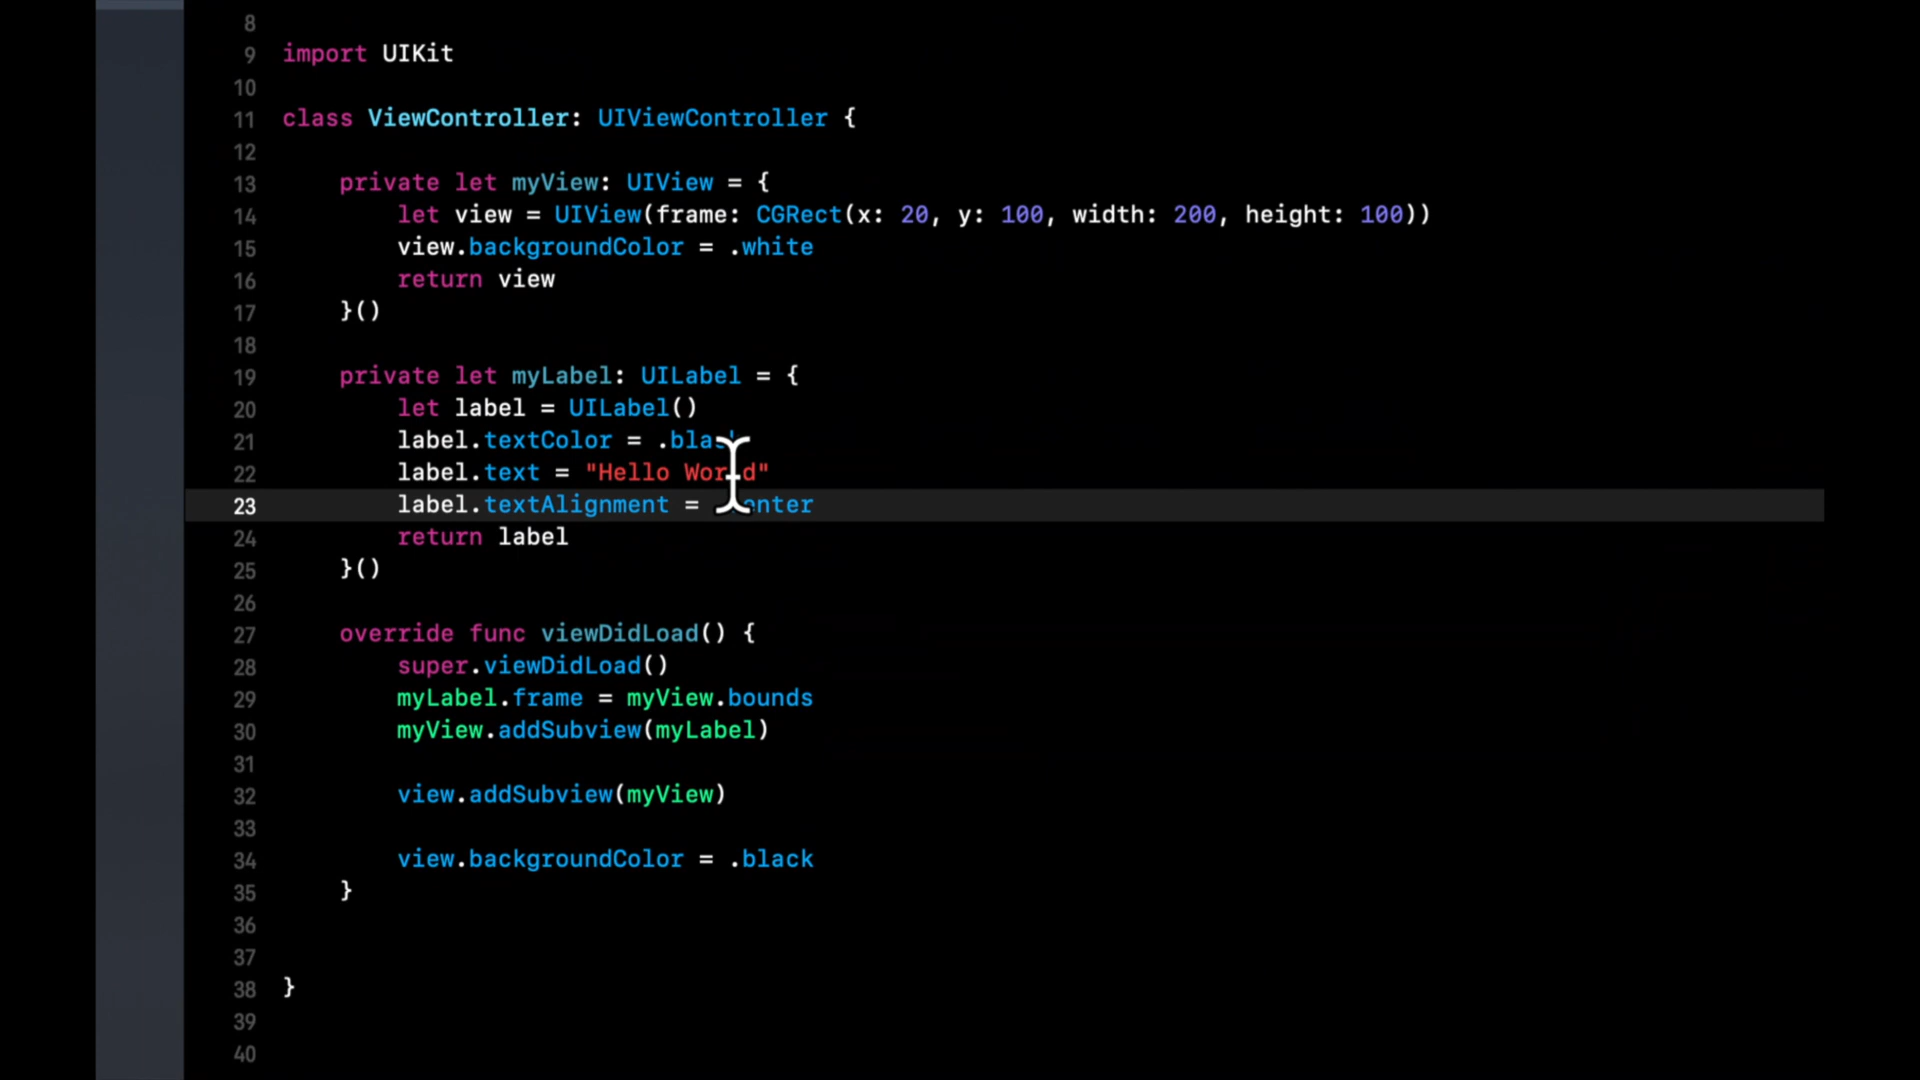 8
9 import UIKit
10
11 class ViewController: UIViewController {
12
13 private let myView: UIView = {
14 let view = UIView(frame: CGRect(x: 20, y: 100, width: 200, height: 100))
15 view.backgroundColor = .white
16 return view
17 }()
18
19 private let myLabel: UILabel = {
20 let label = UILabel()
21 label.textColor = .black
22 label.text = "Hello World"
23 label.textAlignment = .center
24 return label
25 }()
26
27 override func viewDidLoad() {
28 super.viewDidLoad()
29 myLabel.frame = myView.bounds
30 myView.addSubview(myLabel)
31
32 view.addSubview(myView)
33
34 view.backgroundColor = .black
35 }
36
37
38 }
39
40